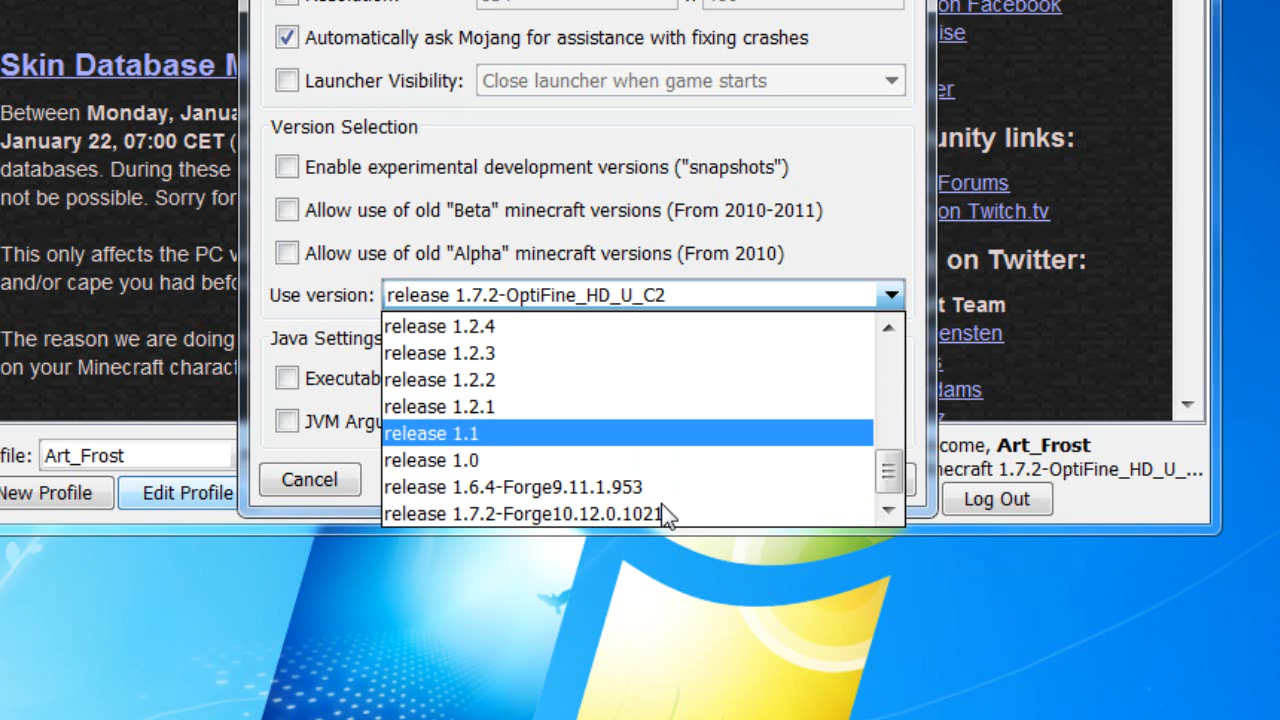 Automatically ask Mojang for assistance with fixing crashes
Launcher Visibility: Close launcher when game starts
Version Selection
Enable experimental development versions ("snapshots")
Allow use of old "Beta" minecraft versions (From 2010-2011)
Allow use of old "Alpha" minecraft versions (From 2010)
Use version: release 1.7.2-OptiFine_HD_U_C2
release 1.2.4
release 1.2.3
release 1.2.2
release 1.2.1
release 1.1
release 1.0
release 1.6.4-Forge9.11.1.953
release 1.7.2-Forge10.12.0.1021
Java Settings
Executab
JVM Argu
Cancel
Skin Database M
Between Monday, Janua
January 22, 07:00 CET (
databases. During these
not be possible. Sorry for
This only affects the PC v
and/or cape you had befo
The reason we are doing
on your Minecraft charact
file: Art_Frost
New Profile
Edit Profile
on Facebook
ise
er
unity links:
Forums
on Twitch.tv
on Twitter:
t Team
ensten
s
dams
come, Art_Frost
necraft 1.7.2-OptiFine_HD_U_...
Log Out